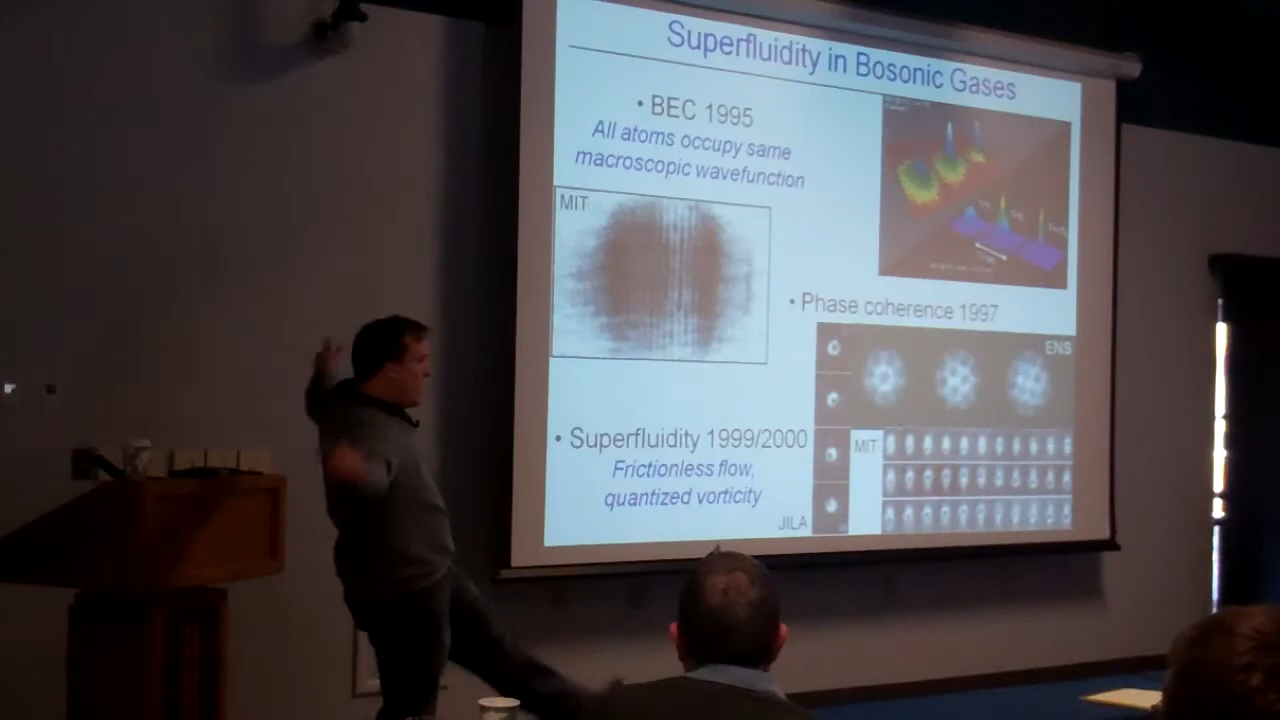 Superfluidity in Bosonic Gases
• BEC 1995
All atoms occupy same
macroscopic wavefunction
MIT
• Phase coherence 1997
ENS
• Superfluidity 1999/2000
Frictionless flow,
quantized vorticity
MIT
JILA